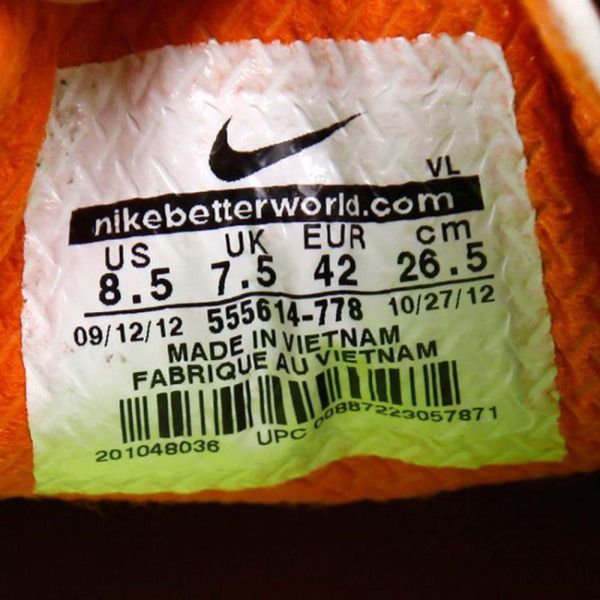 VL
nikebetterworld.com
US UK EUR cm
8.5 7.5 42 26.5
09/12/12 555614-778 10/27/12
MADE IN VIETNAM
FABRIQUE AU VIETNAM
201048036 UPC 00887223057871